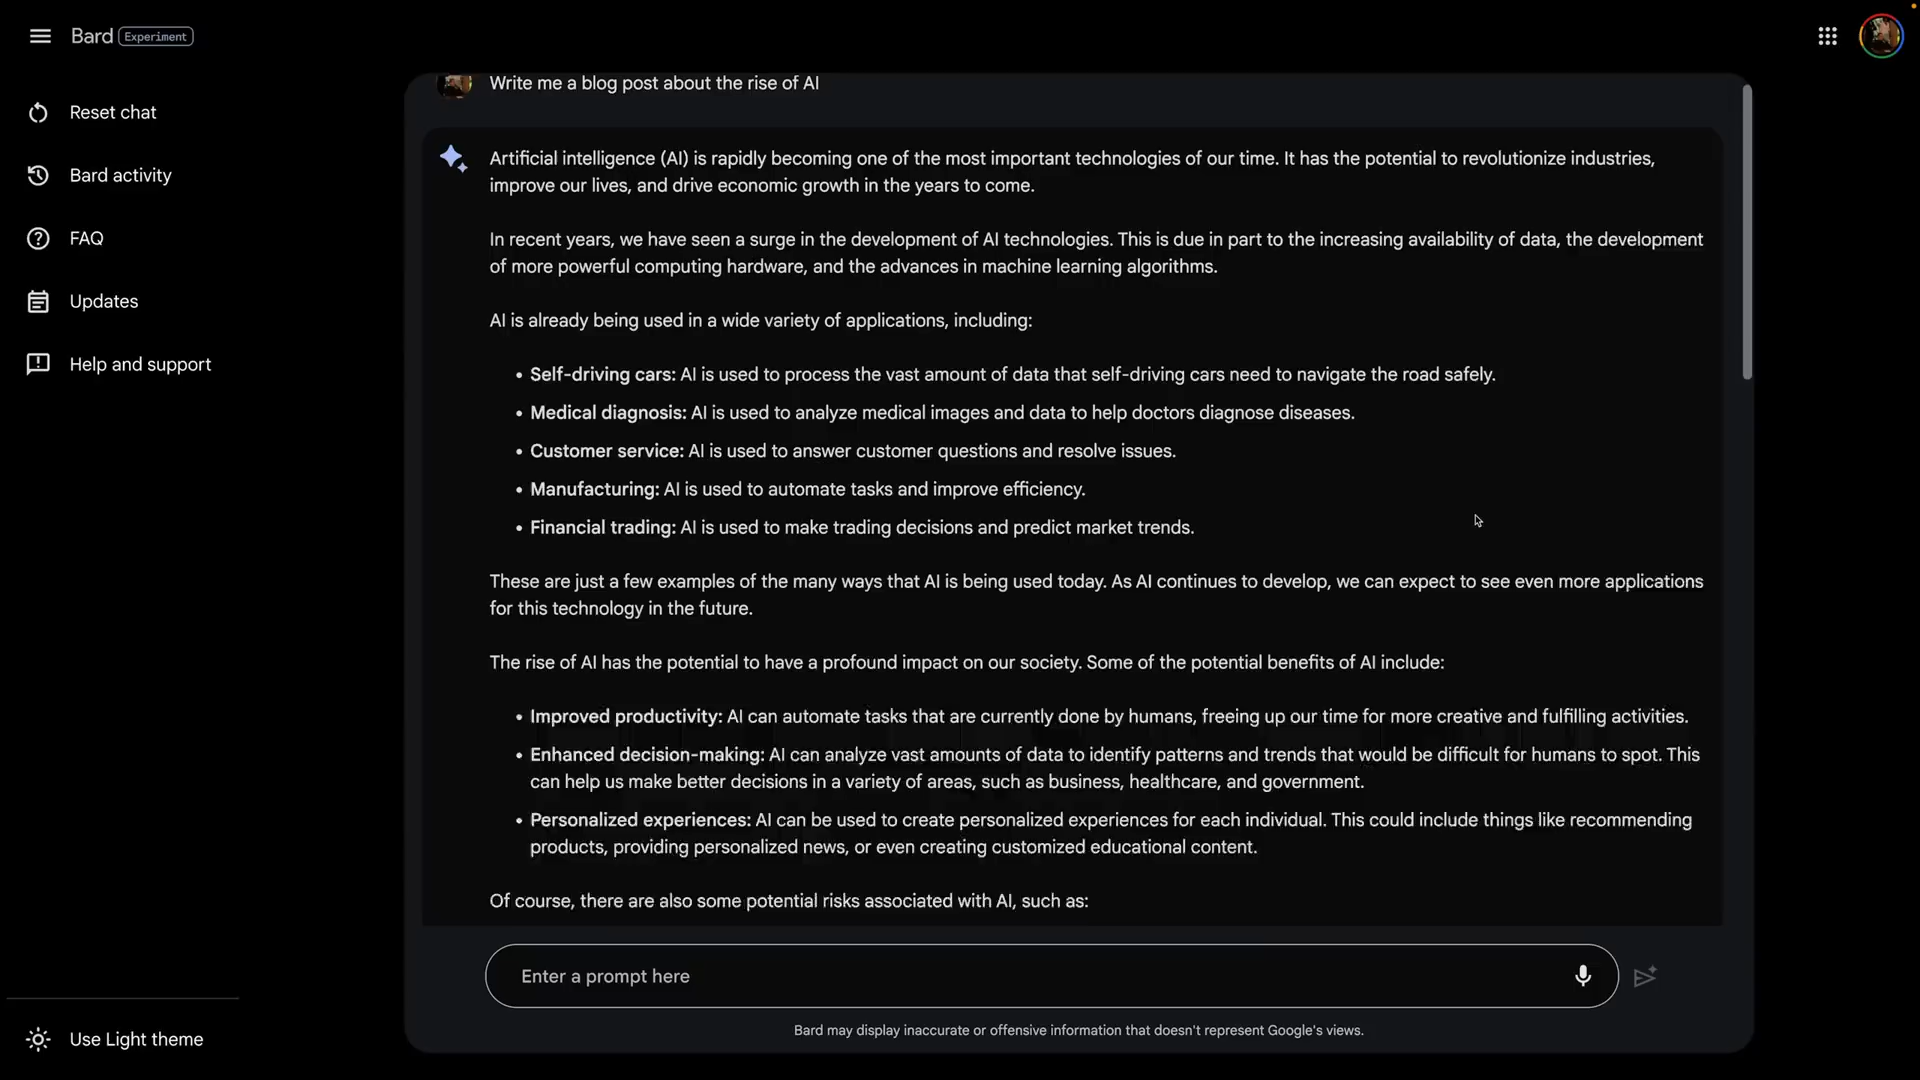 Bard Experiment
Reset chat
Bard activity
FAQ
Updates
Help and support
Use Light theme
Write me a blog post about the rise of AI
Artificial intelligence (AI) is rapidly becoming one of the most important technologies of our time. It has the potential to revolutionize industries,
improve our lives, and drive economic growth in the years to come.
In recent years, we have seen a surge in the development of AI technologies. This is due in part to the increasing availability of data, the development
of more powerful computing hardware, and the advances in machine learning algorithms.
AI is already being used in a wide variety of applications, including:
• Self-driving cars: AI is used to process the vast amount of data that self-driving cars need to navigate the road safely.
• Medical diagnosis: AI is used to analyze medical images and data to help doctors diagnose diseases.
• Customer service: AI is used to answer customer questions and resolve issues.
• Manufacturing: AI is used to automate tasks and improve efficiency.
• Financial trading: AI is used to make trading decisions and predict market trends.
These are just a few examples of the many ways that AI is being used today. As AI continues to develop, we can expect to see even more applications
for this technology in the future.
The rise of AI has the potential to have a profound impact on our society. Some of the potential benefits of AI include:
• Improved productivity: AI can automate tasks that are currently done by humans, freeing up our time for more creative and fulfilling activities.
• Enhanced decision-making: AI can analyze vast amounts of data to identify patterns and trends that would be difficult for humans to spot. This
can help us make better decisions in a variety of areas, such as business, healthcare, and government.
• Personalized experiences: AI can be used to create personalized experiences for each individual. This could include things like recommending
products, providing personalized news, or even creating customized educational content.
Of course, there are also some potential risks associated with AI, such as:
Enter a prompt here
Bard may display inaccurate or offensive information that doesn't represent Google's views.